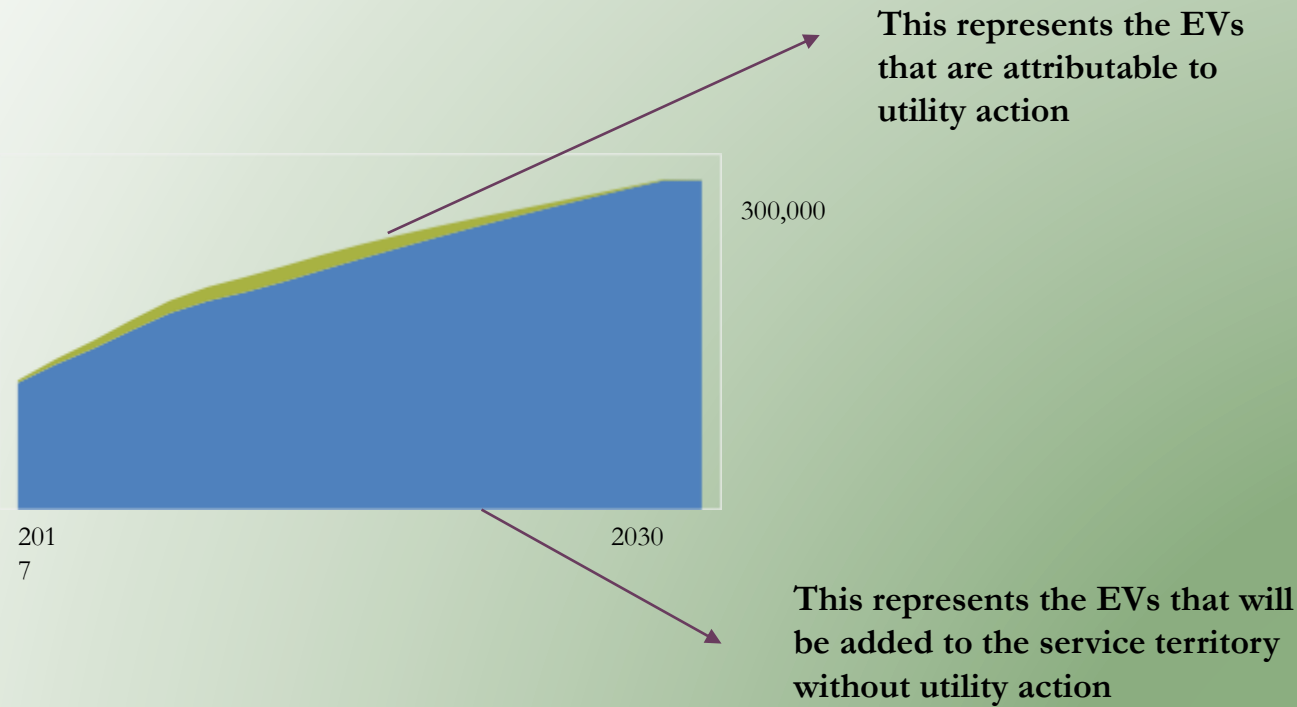 This represents the EVs
that are attributable to
utility action
300,000
201
7
2030
This represents the EVs that will
be added to the service territory
without utility action